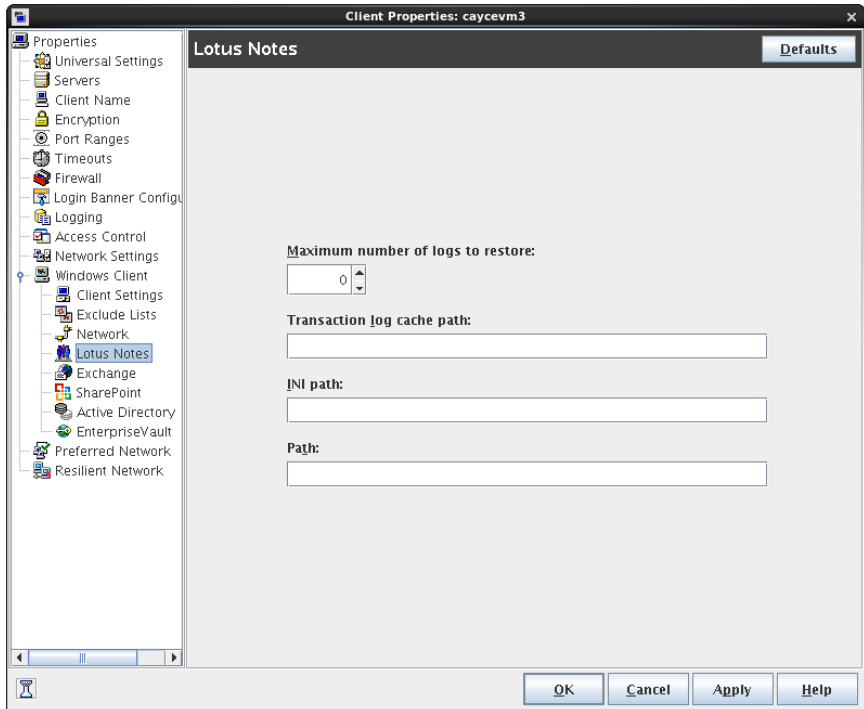 Client Properties: caycevm3
Properties
Universal Settings
Servers
Client Name
Encryption
Port Ranges
Timeouts
Firewall
Login Banner Configu
Logging
Access Control
Network Settings
Windows Client
Client Settings
Exclude Lists
Network
Lotus Notes
Exchange
SharePoint
Active Directory
EnterpriseVault
Preferred Network
Resilient Network
Lotus Notes
Defaults
Maximum number of logs to restore:
0
Transaction log cache path:
INI path:
Path:
OK
Cancel
Apply
Help